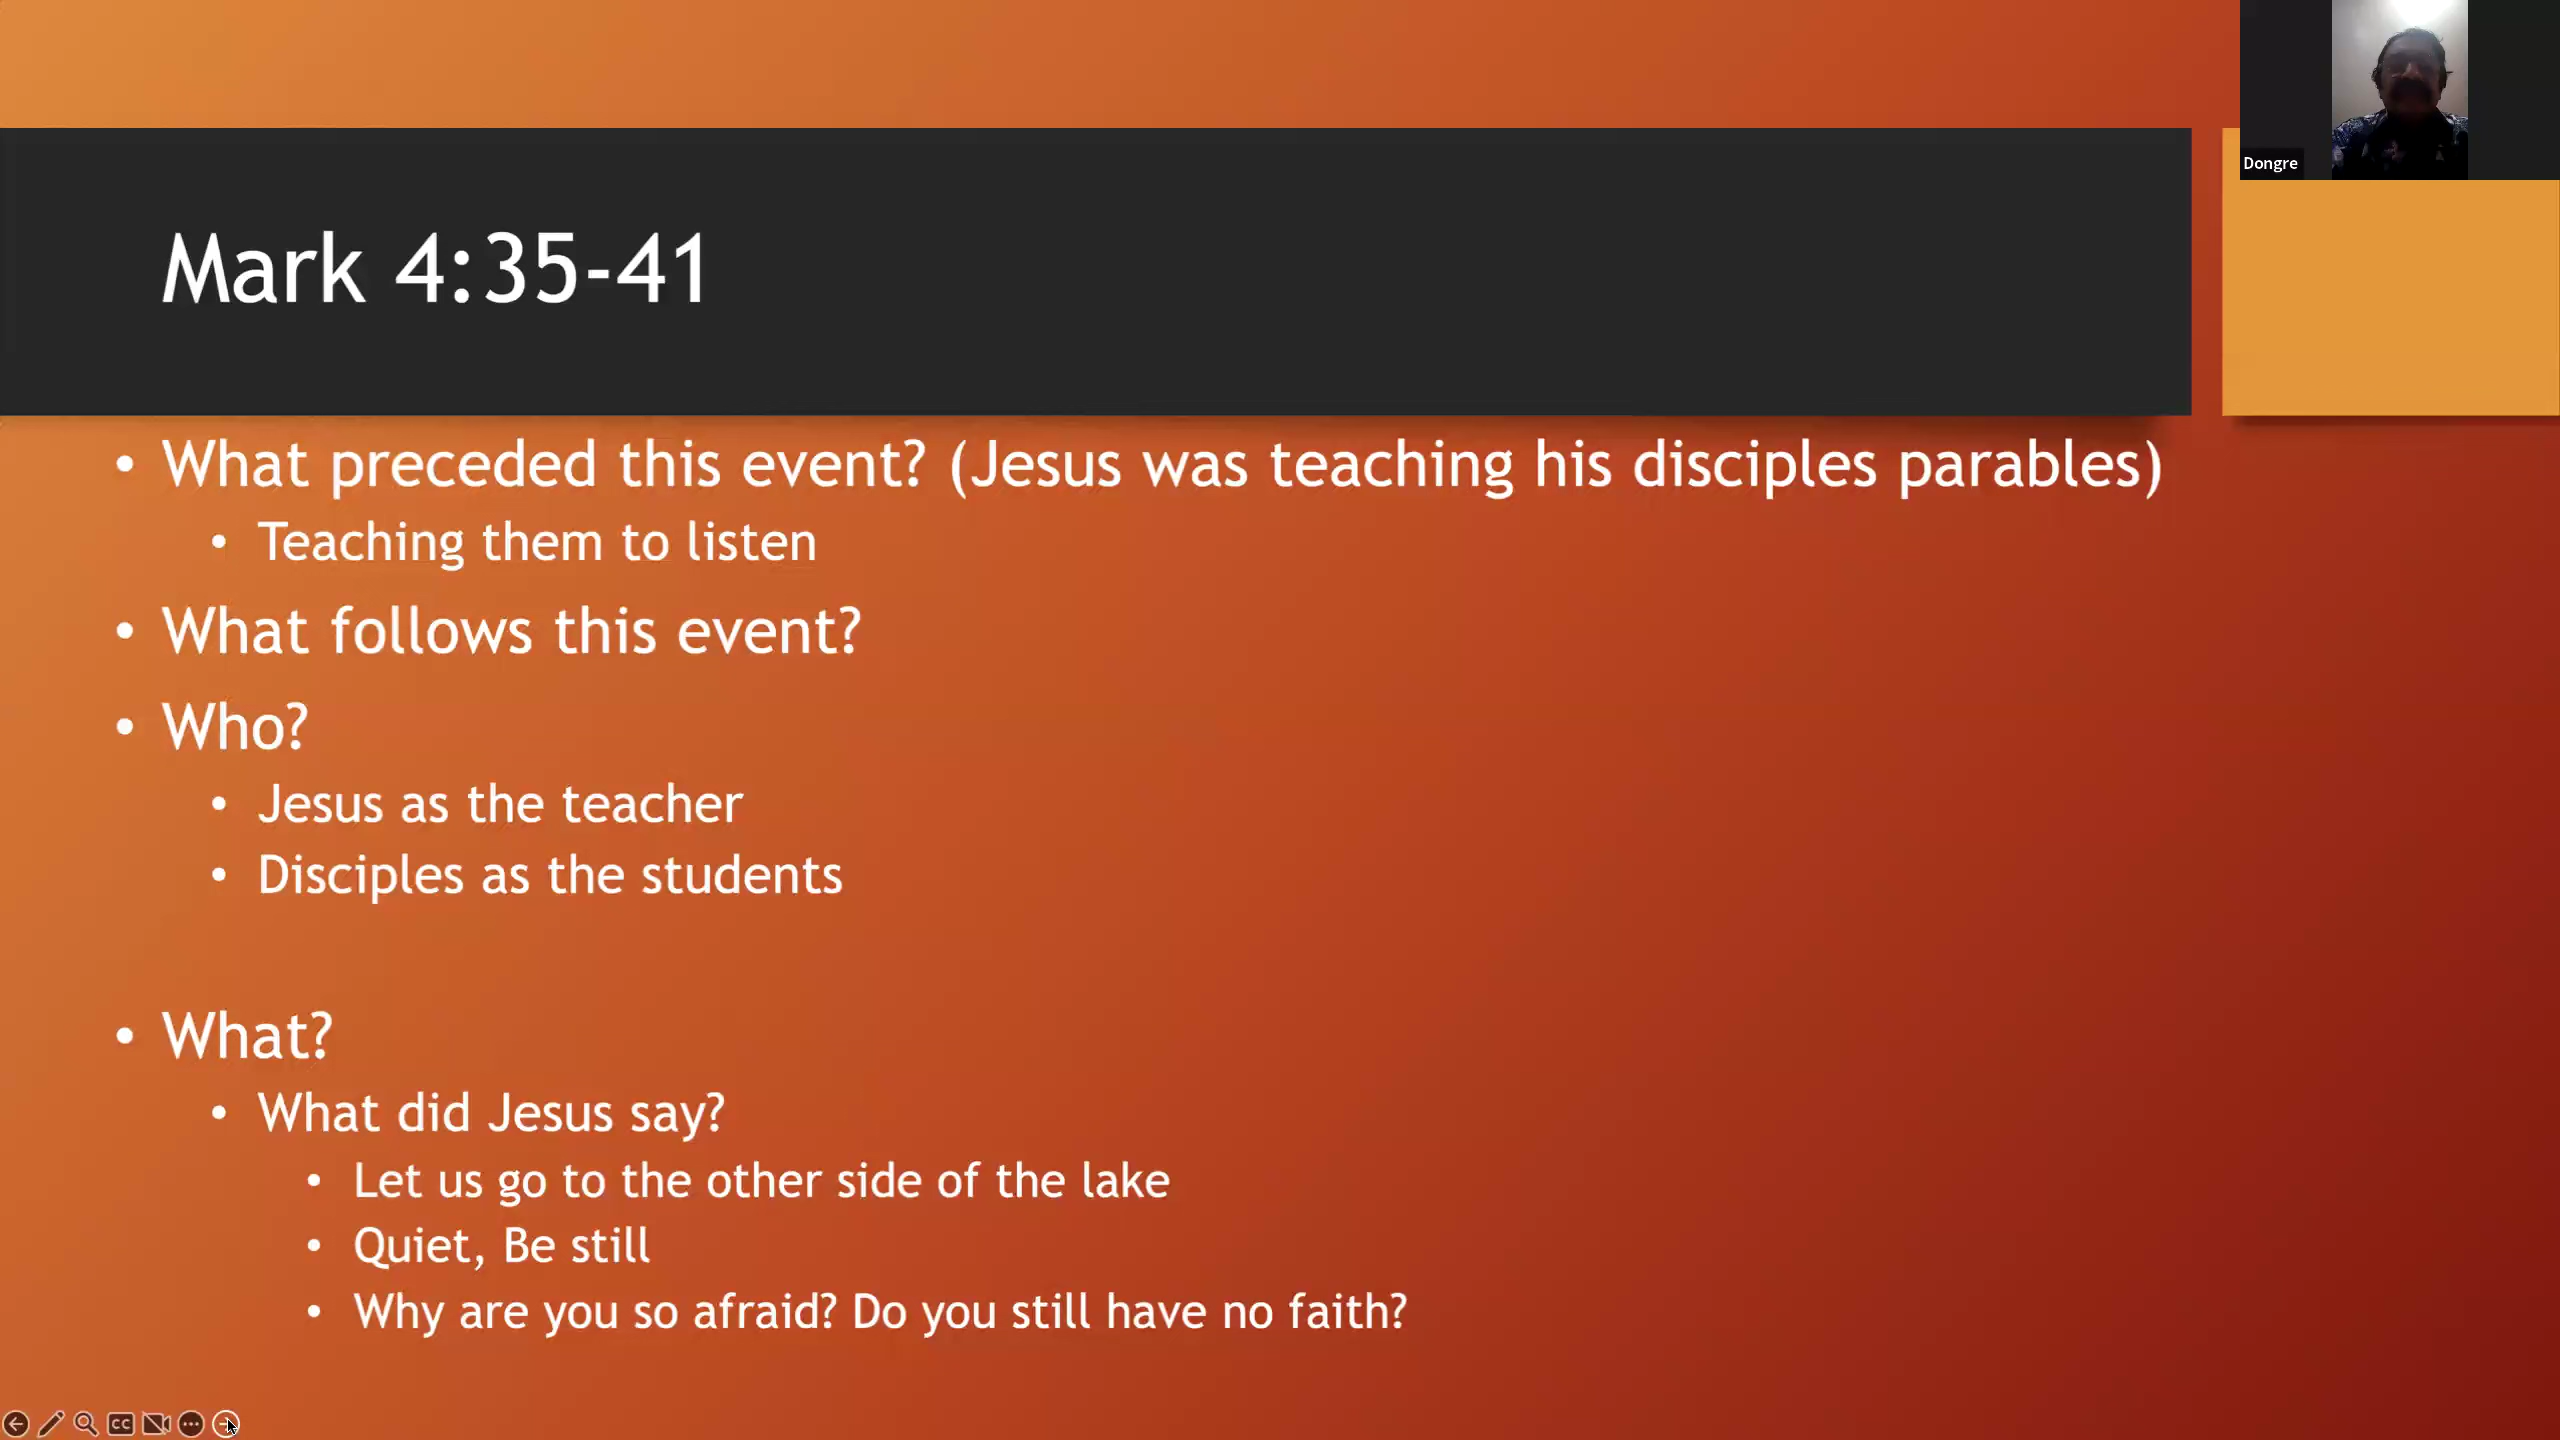 Dongre
Mark 4:35-41
• What preceded this event? (Jesus was teaching his disciples parables)
• Teaching them to listen
• What follows this event?
• Who?
• Jesus as the teacher
• Disciples as the students
• What?
• What did Jesus say?
• Let us go to the other side of the lake
• Quiet, Be still
• Why are you so afraid? Do you still have no faith?
CC